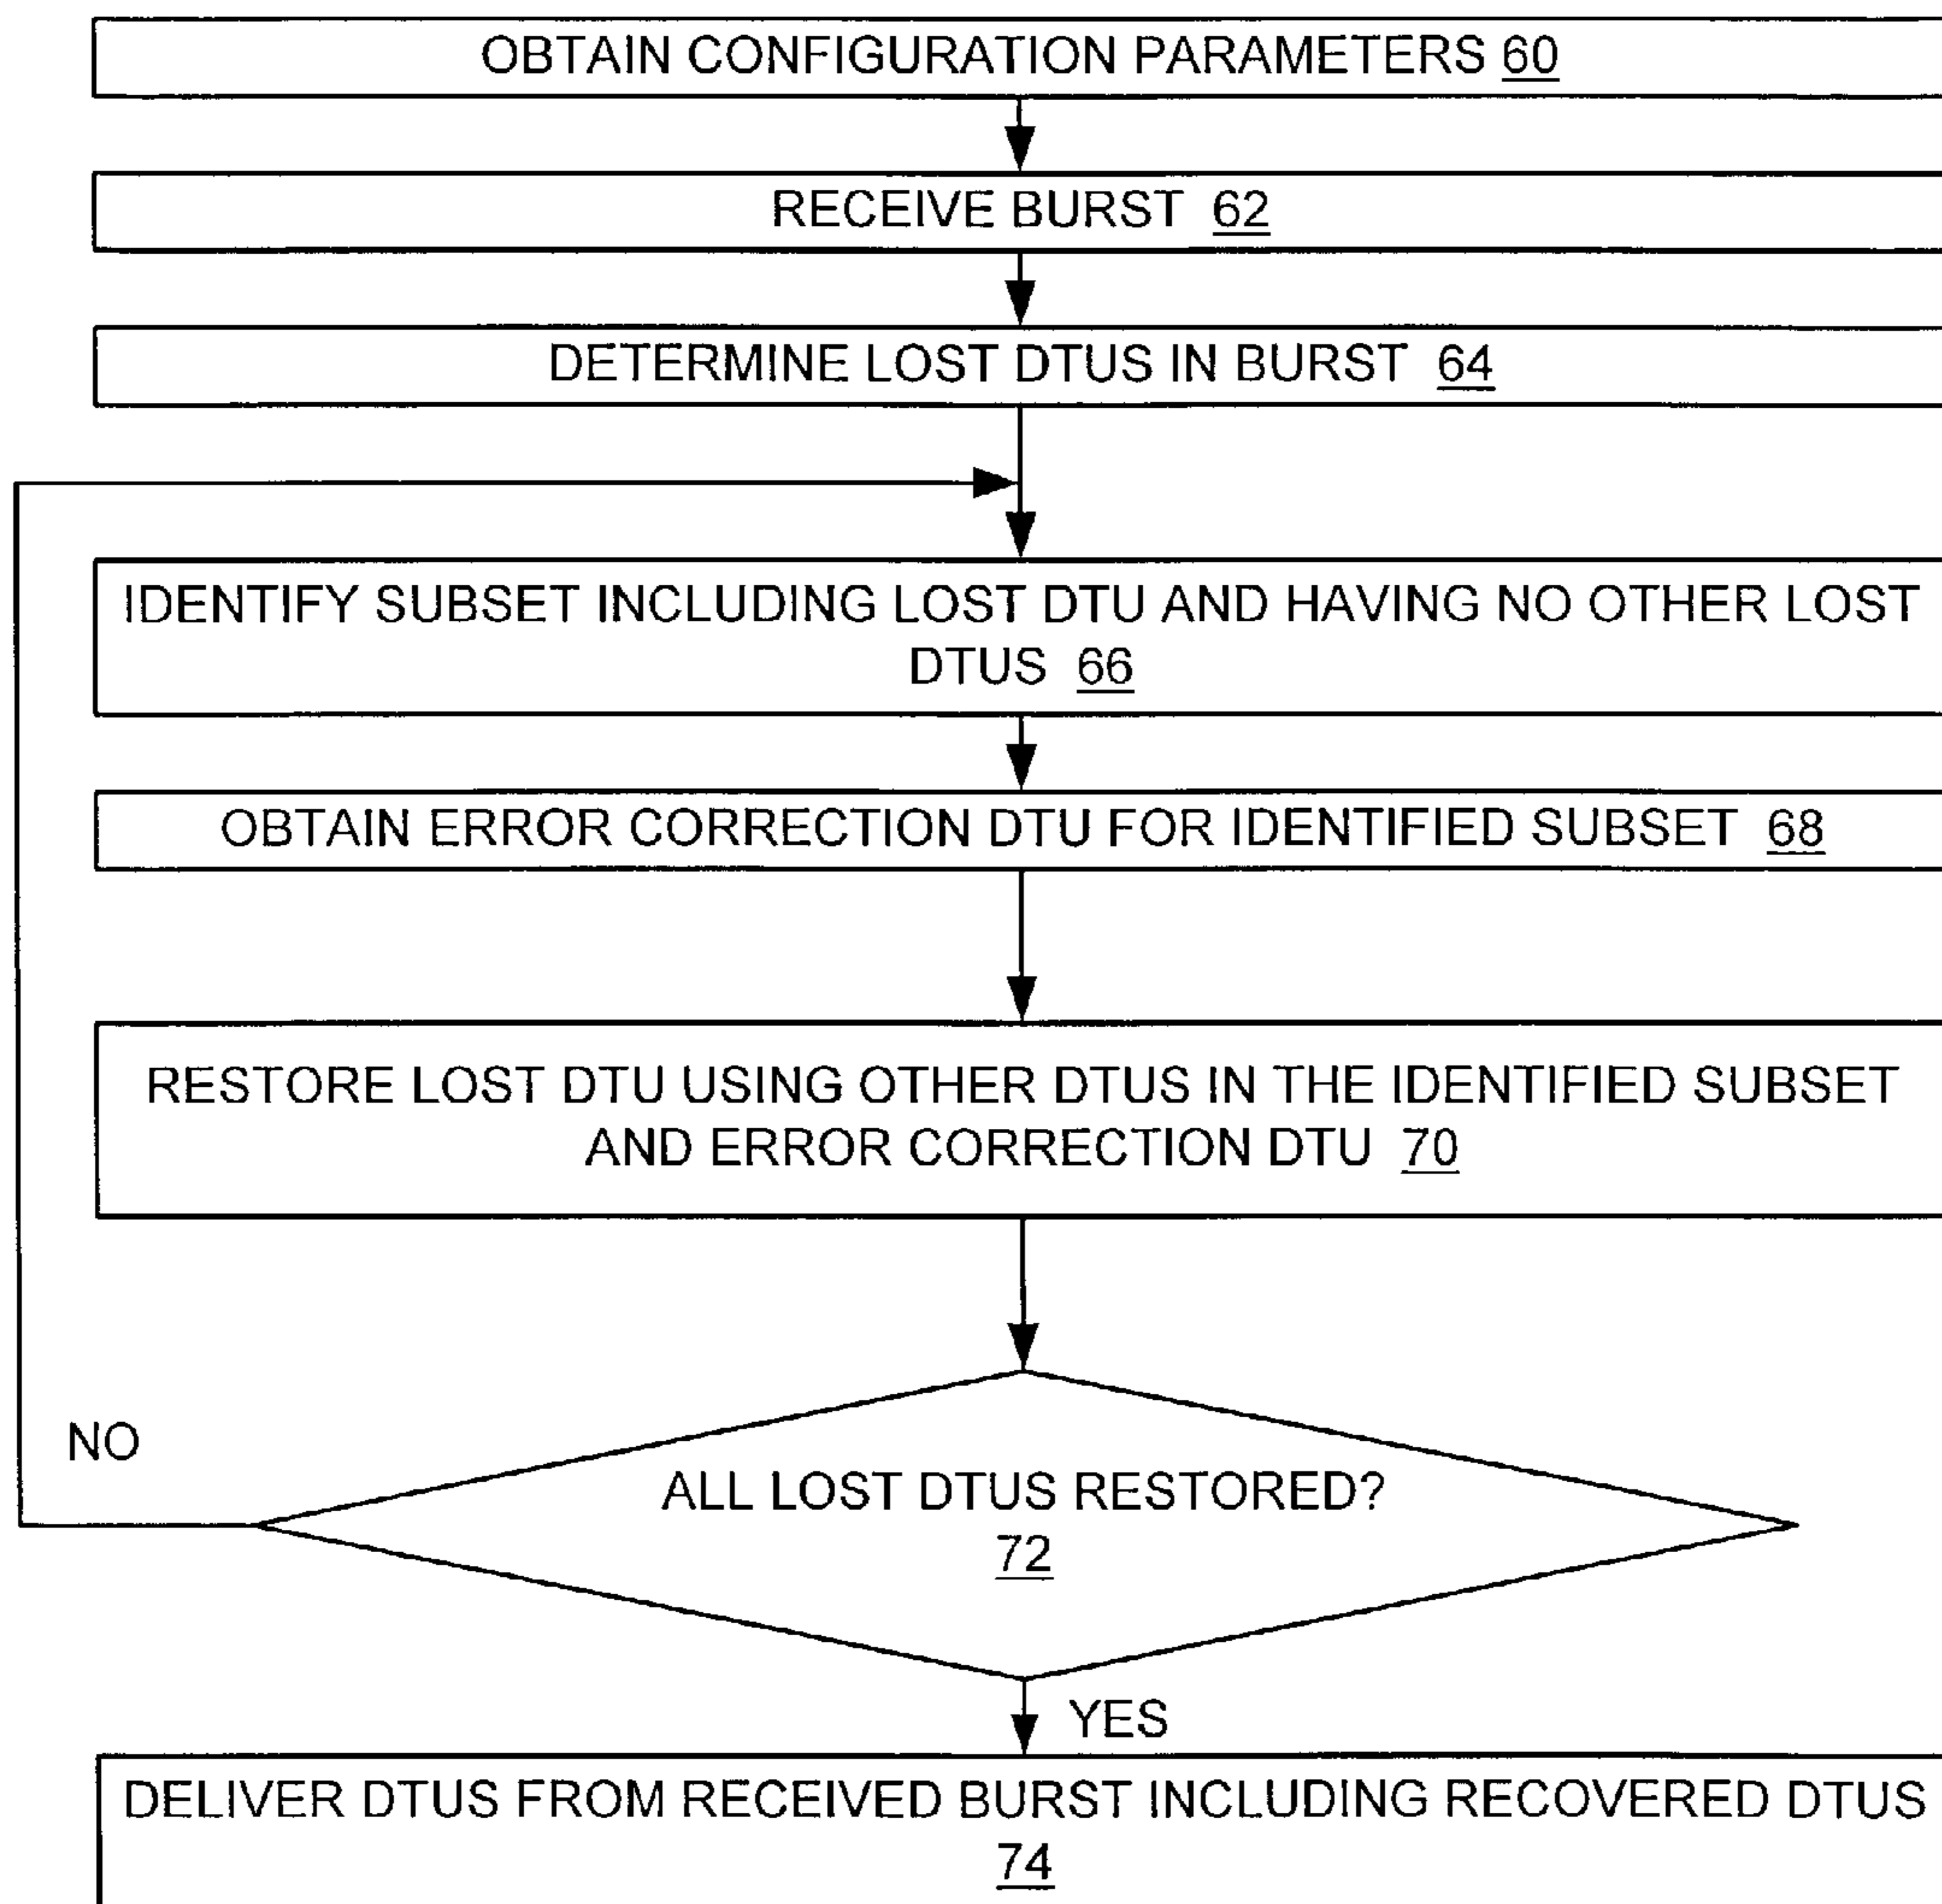 OBTAIN CONFIGURATION PARAMETERS 60
RECEIVE BURST 62
DETERMINE LOST DTUS IN BURST 64
IDENTIFY SUBSET INCLUDING LOST DTU AND HAVING NO OTHER LOST
DTUS 66
OBTAIN ERROR CORRECTION DTU FOR IDENTIFIED SUBSET 68
RESTORE LOST DTU USING OTHER DTUS IN THE IDENTIFIED SUBSET
AND ERROR CORRECTION DTU 70
NO
ALL LOST DTUS RESTORED?
72
YES
DELIVER DTUS FROM RECEIVED BURST INCLUDING RECOVERED DTUS
74